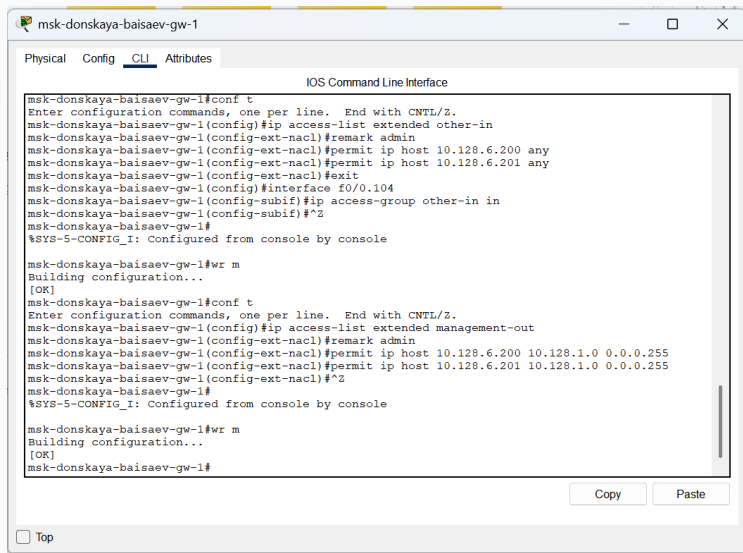 msk-donskaya-baisaev-gw-1
Physical Config CLI Attributes
IOS Command Line Interface
msk-donskaya-baisaev-gw-1#conf t
Enter configuration commands, one per line.  End with CNTL/Z.
msk-donskaya-baisaev-gw-1(config)#ip access-list extended other-in
msk-donskaya-baisaev-gw-1(config-ext-nacl)#remark admin
msk-donskaya-baisaev-gw-1(config-ext-nacl)#permit ip host 10.128.6.200 any
msk-donskaya-baisaev-gw-1(config-ext-nacl)#permit ip host 10.128.6.201 any
msk-donskaya-baisaev-gw-1(config-ext-nacl)#exit
msk-donskaya-baisaev-gw-1(config)#interface f0/0.104
msk-donskaya-baisaev-gw-1(config-subif)#ip access-group other-in in
msk-donskaya-baisaev-gw-1(config-subif)#^Z
msk-donskaya-baisaev-gw-1#
%SYS-5-CONFIG_I: Configured from console by console
msk-donskaya-baisaev-gw-1#wr m
Building configuration...
[OK]
msk-donskaya-baisaev-gw-1#conf t
Enter configuration commands, one per line.  End with CNTL/Z.
msk-donskaya-baisaev-gw-1(config)#ip access-list extended management-out
msk-donskaya-baisaev-gw-1(config-ext-nacl)#remark admin
msk-donskaya-baisaev-gw-1(config-ext-nacl)#permit ip host 10.128.6.200 10.128.1.0 0.0.0.255
msk-donskaya-baisaev-gw-1(config-ext-nacl)#permit ip host 10.128.6.201 10.128.1.0 0.0.0.255
msk-donskaya-baisaev-gw-1(config-ext-nacl)#^Z
msk-donskaya-baisaev-gw-1#
%SYS-5-CONFIG_I: Configured from console by console
msk-donskaya-baisaev-gw-1#wr m
Building configuration...
[OK]
msk-donskaya-baisaev-gw-1#
Copy Paste
Top